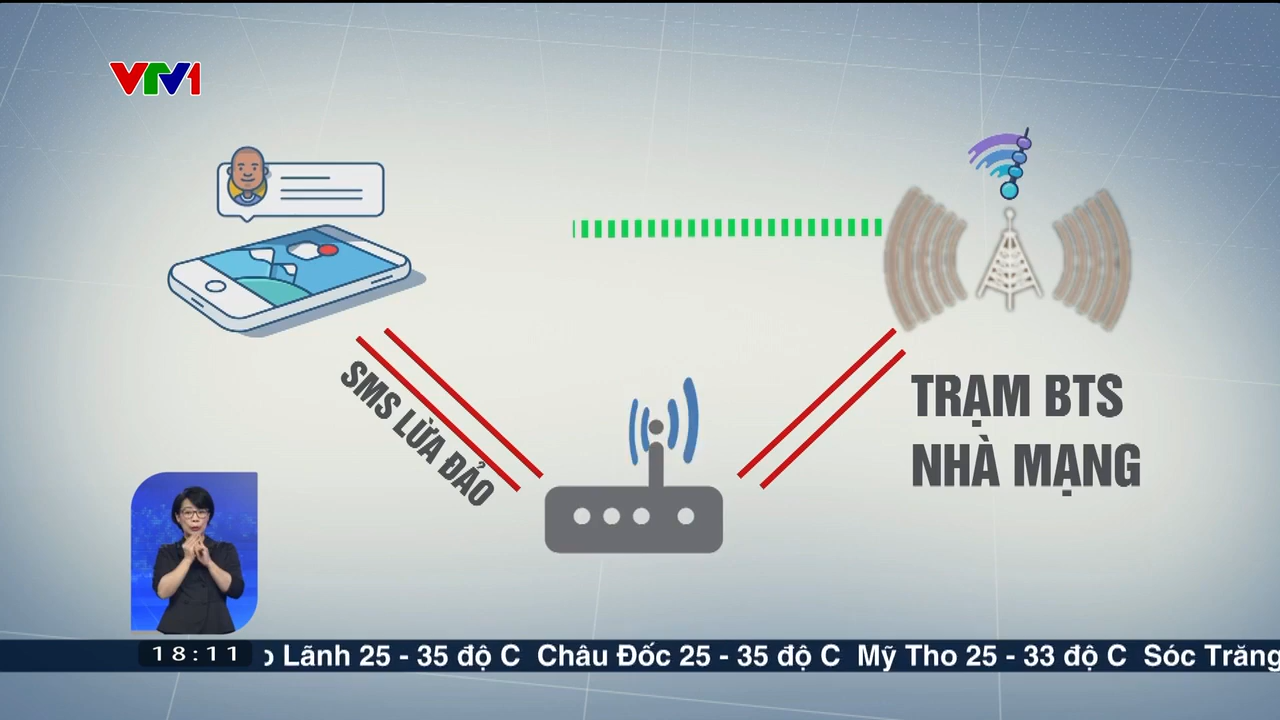 VTV1
SMS LỪA ĐẢO
TRẠM BTS
NHÀ MẠNG
18:11
Lãnh 25 - 35 độ C Châu Đốc 25 - 35 độ C Mỹ Tho 25 - 33 độ C Sóc Trăng